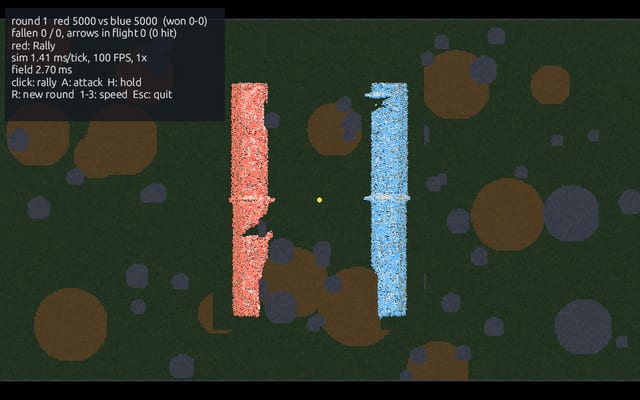 round 1  red 5000 vs blue 5000  (won 0-0)
fallen 0 / 0, arrows in flight 0 (0 hit)
red: Rally
sim 1.41 ms/tick, 100 FPS, 1x
field 2.70 ms
click: rally  A: attack  H: hold
R: new round  1-3: speed  Esc: quit